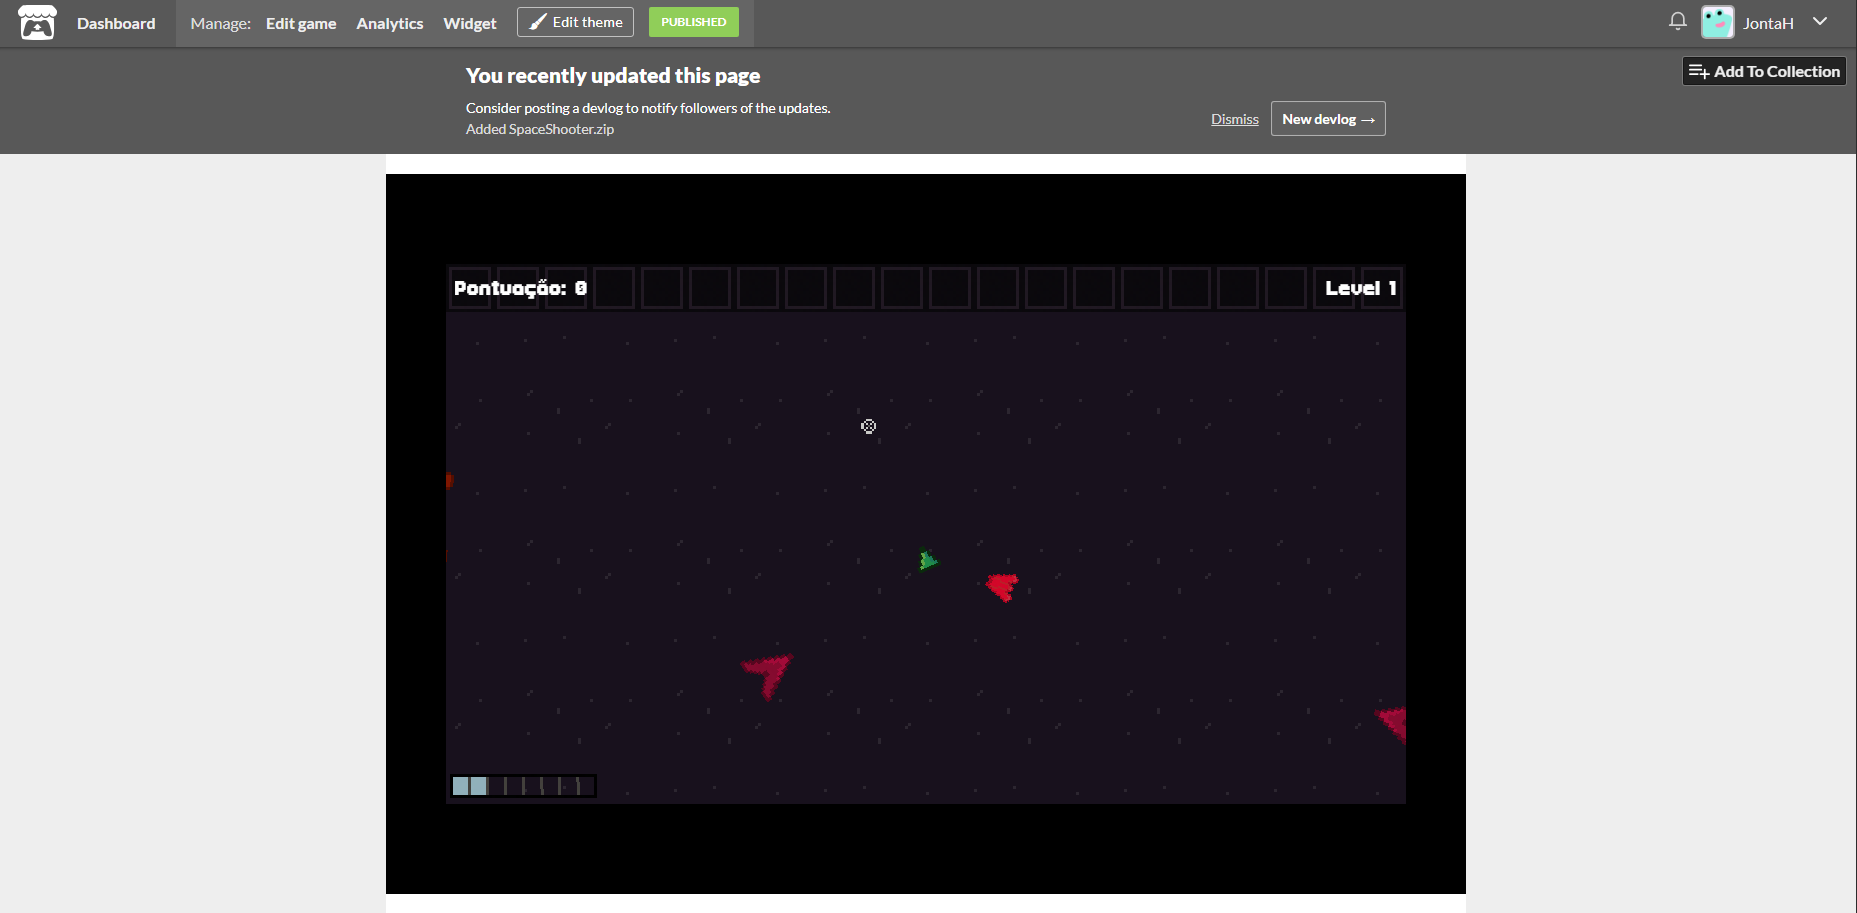 Dashboard
Manage: Edit game Analytics Widget Edit theme PUBLISHED
JontaH
You recently updated this page
Add To Collection
Consider posting a devlog to notify followers of the updates.
Added SpaceShooter.zip
Dismiss New devlog →
Pontuação: 0
Level 1